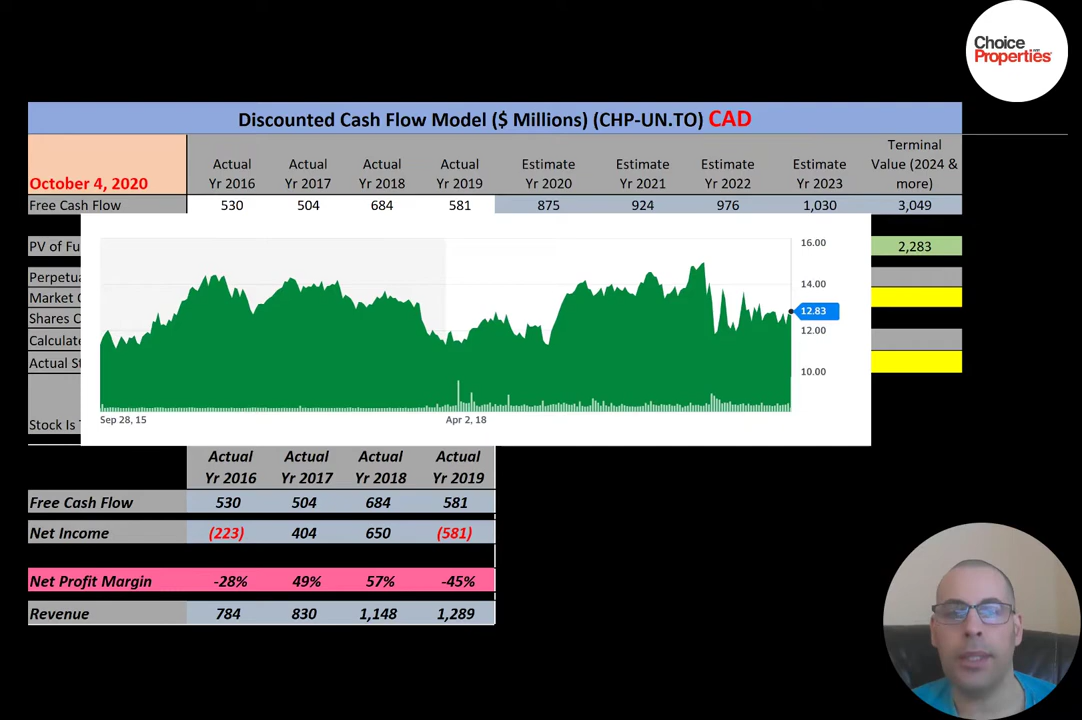 Choice
Properties
Discounted Cash Flow Model ($ Millions) (CHP-UN.TO) CAD
October 4, 2020
Actual Yr 2016
Actual Yr 2017
Actual Yr 2018
Actual Yr 2019
Estimate Yr 2020
Estimate Yr 2021
Estimate Yr 2022
Estimate Yr 2023
Terminal Value (2024 & more)
Free Cash Flow 530 504 684 581 875 924 976 1,030 3,049
PV of Fu 2,283
Perpetua
Market C
Shares C
Calculate
Actual St
Stock Is
16.00
14.00
12.83
12.00
10.00
Sep 28, 15
Apr 2, 18
Actual Yr 2016
Actual Yr 2017
Actual Yr 2018
Actual Yr 2019
Free Cash Flow 530 504 684 581
Net Income (223) 404 650 (581)
Net Profit Margin -28% 49% 57% -45%
Revenue 784 830 1,148 1,289